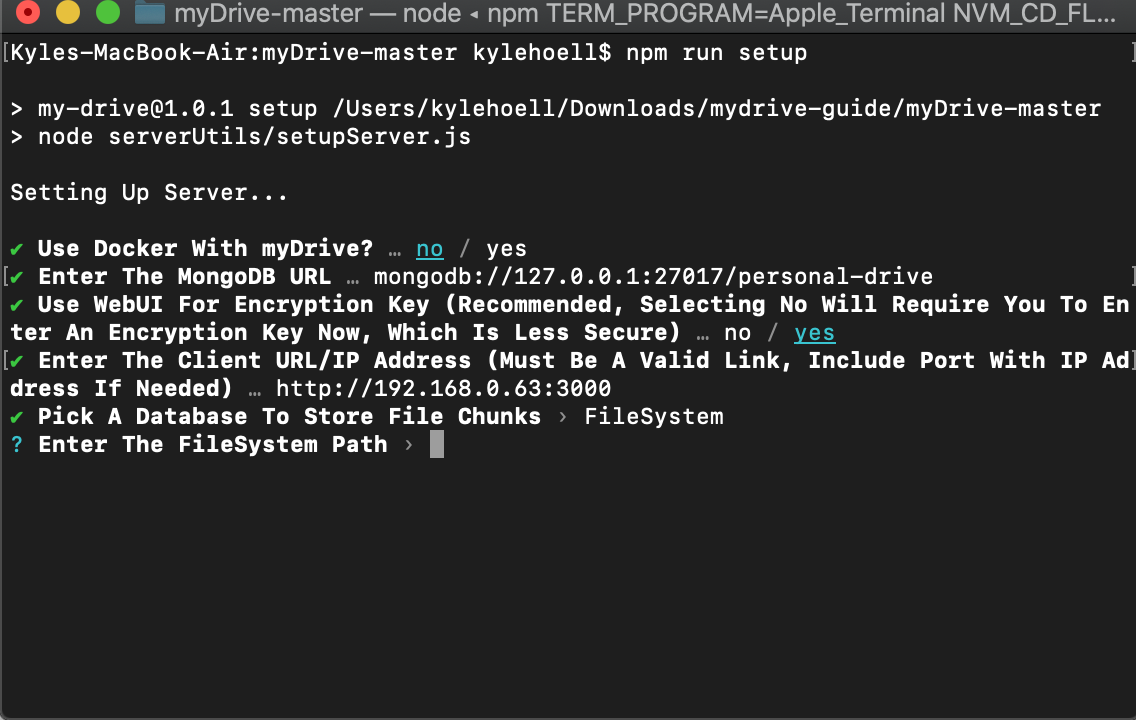 myDrive-master — node ◂ npm TERM_PROGRAM=Apple_Terminal NVM_CD_FL...
[Kyles-MacBook-Air:myDrive-master kylehoell$ npm run setup ]
> my-drive@1.0.1 setup /Users/kylehoell/Downloads/mydrive-guide/myDrive-master
> node serverUtils/setupServer.js
Setting Up Server...
✔ Use Docker With myDrive? … no / yes
[✔ Enter The MongoDB URL … mongodb://127.0.0.1:27017/personal-drive ]
✔ Use WebUI For Encryption Key (Recommended, Selecting No Will Require You To En
ter An Encryption Key Now, Which Is Less Secure) … no / yes
[✔ Enter The Client URL/IP Address (Must Be A Valid Link, Include Port With IP Ad]
dress If Needed) … http://192.168.0.63:3000
✔ Pick A Database To Store File Chunks › FileSystem
? Enter The FileSystem Path ›